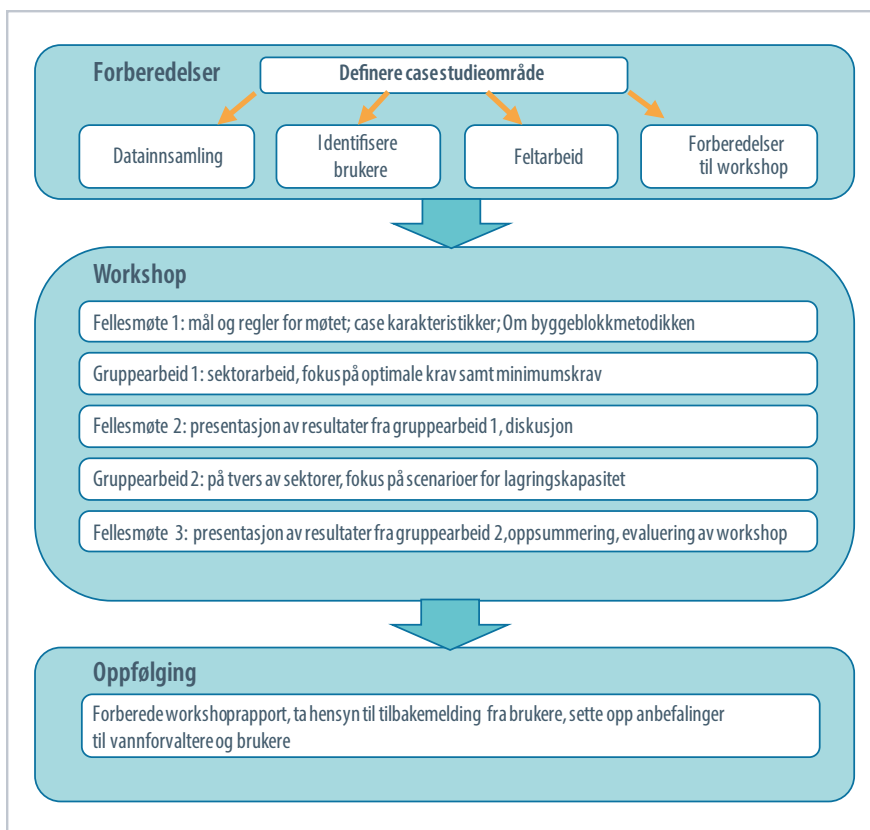 Forberedelser
Definere case studieområde
Datainnsamling
Identifisere
brukere
Feltarbeid
Forberedelser
til workshop
Workshop
Fellesmøte 1: mål og regler for møtet; case karakteristikker; Om byggeblokkmetodikken
Gruppearbeid 1: sektorarbeid, fokus på optimale krav samt minimumskrav
Fellesmøte 2: presentasjon av resultater fra gruppearbeid 1, diskusjon
Gruppearbeid 2: på tvers av sektorer, fokus på scenarioer for lagringskapasitet
Fellesmøte 3: presentasjon av resultater fra gruppearbeid 2, oppsummering, evaluering av workshop
Oppfølging
Forberede workshoprapport, ta hensyn til tilbakemelding fra brukere, sette opp anbefalinger
til vannforvaltere og brukere